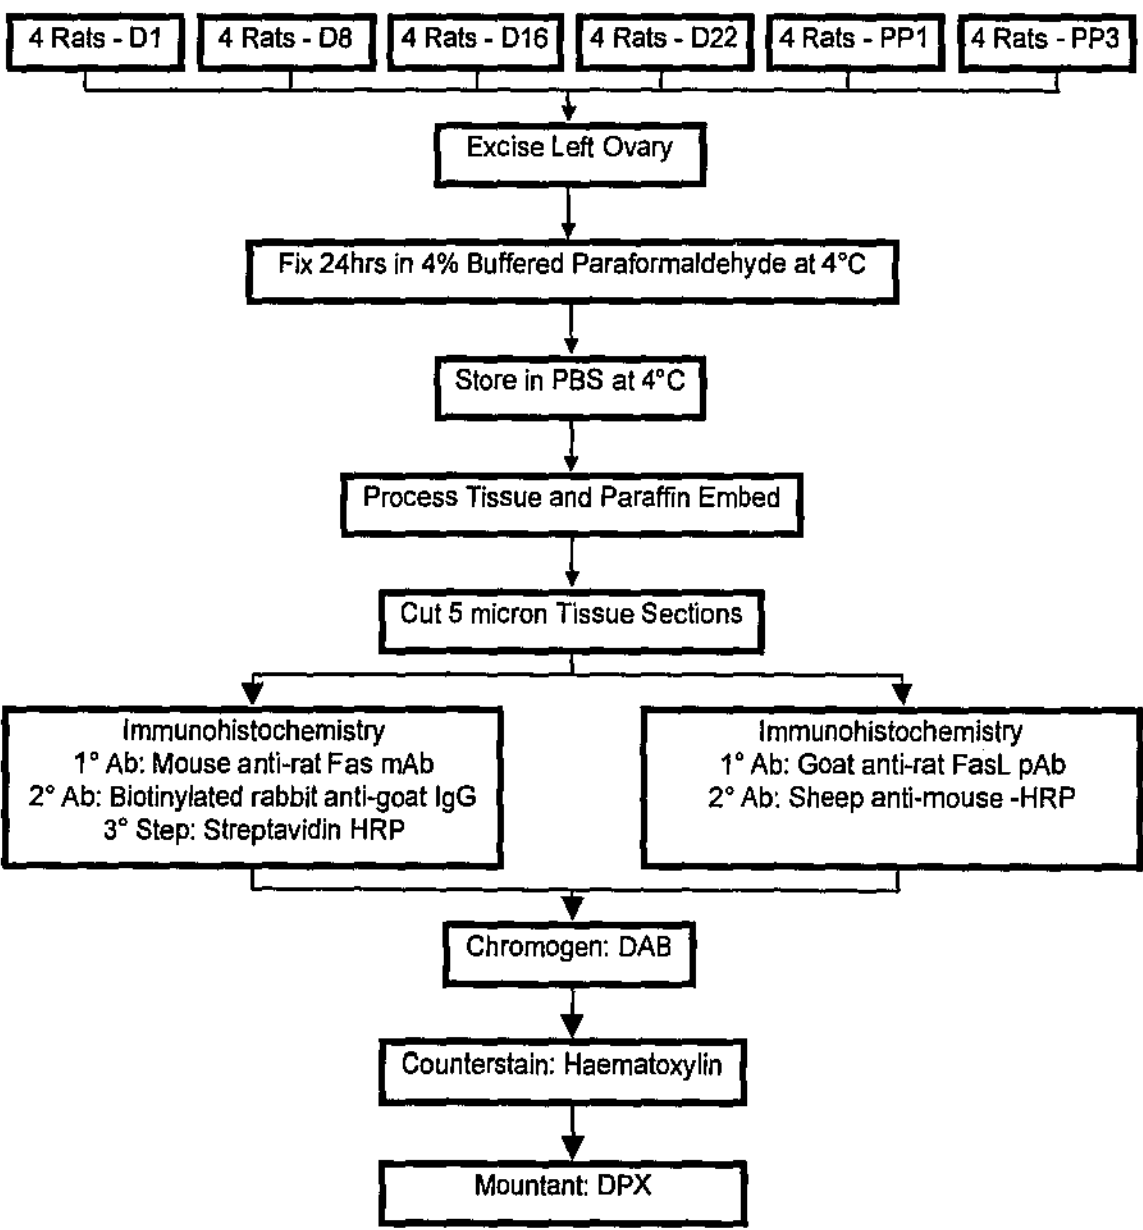 4 Rats - D1
4 Rats - D8
4 Rats - D16
4 Rats - D22
4 Rats - PP1
4 Rats - PP3
Excise Left Ovary
Fix 24hrs in 4% Buffered Paraformaldehyde at 4°C
Store in PBS at 4°C
Process Tissue and Paraffin Embed
Cut 5 micron Tissue Sections
Immunohistochemistry
1° Ab: Mouse anti-rat Fas mAb
2° Ab: Biotinylated rabbit anti-goat IgG
3° Step: Streptavidin HRP
Immunohistochemistry
1° Ab: Goat anti-rat FasL pAb
2° Ab: Sheep anti-mouse -HRP
Chromogen: DAB
Counterstain: Haematoxylin
Mountant: DPX